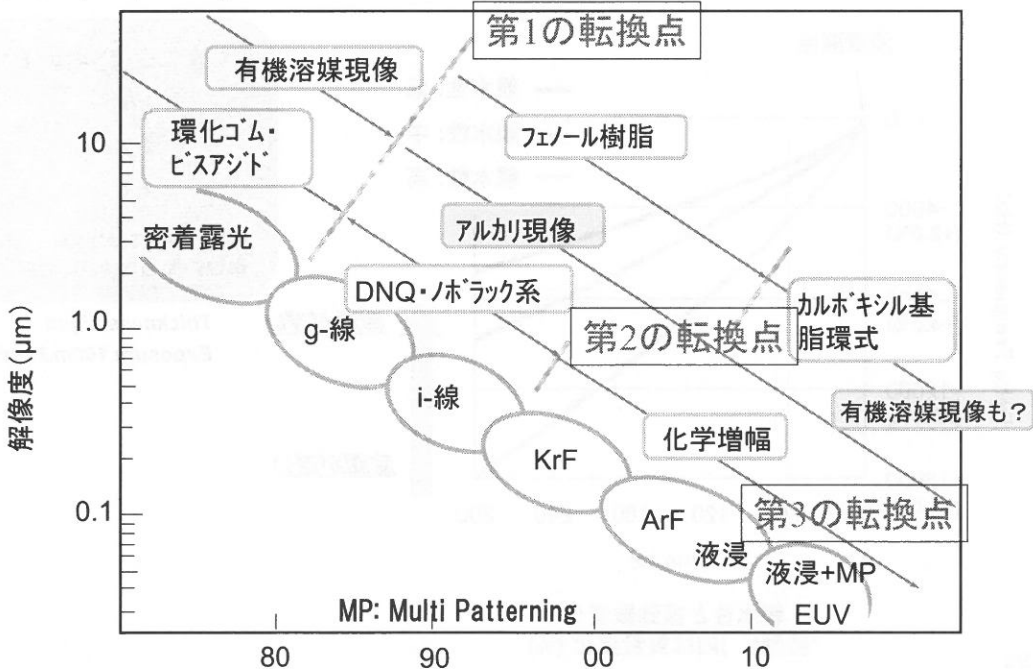 第1の転換点
有機溶媒現像
環化ゴム・
ビスアジド
フェノール樹脂
密着露光
アルカリ現像
DNQ・ノボラック系
カルボキシル基
脂環式
g-線
第2の転換点
i-線
有機溶媒現像も?
化学増幅
KrF
ArF
液浸
第3の転換点
液浸+MP
EUV
MP: Multi Patterning
解像度(μm)
10
1.0
0.1
80
90
00
10